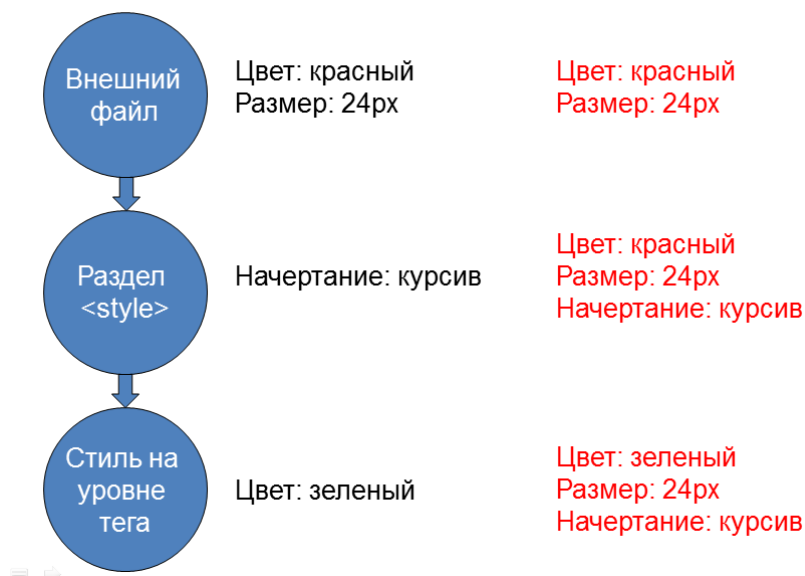 Внешний
файл
Цвет: красный
Размер: 24px
Цвет: красный
Размер: 24px
Раздел
<style>
Начертание: курсив
Цвет: красный
Размер: 24px
Начертание: курсив
Стиль на
уровне
тега
Цвет: зеленый
Цвет: зеленый
Размер: 24px
Начертание: курсив